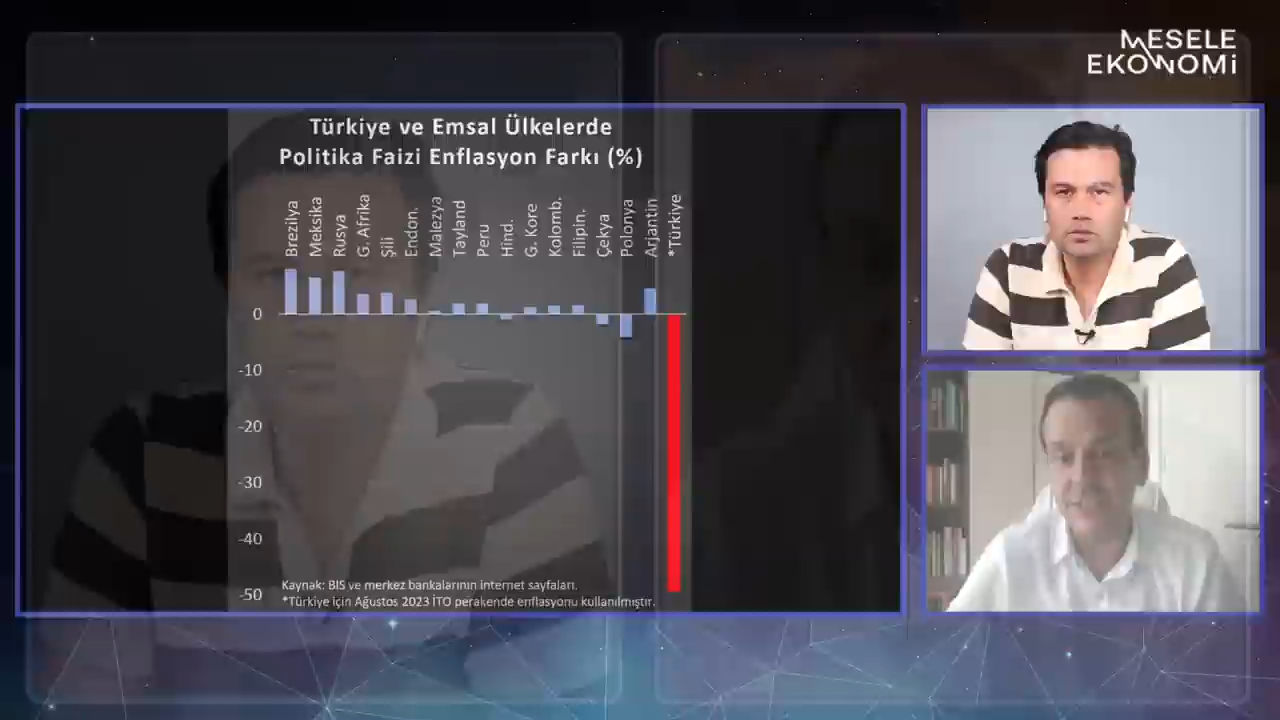 MESELE
EKONOMİ
Türkiye ve Emsal Ülkelerde
Politika Faizi Enflasyon Farkı (%)
Brezilya
Meksika
Rusya
G. Afrika
Şili
Endon.
Malezya
Tayland
Peru
Hind.
G. Kore
Kolomb.
Filipin.
Çekya
Polonya
Arjantin
*Türkiye
0
-10
-20
-30
-40
-50
Kaynak: BIS ve merkez bankalarının internet sayfaları.
*Türkiye için Ağustos 2023 İTO perakende enflasyonu kullanılmıştır.